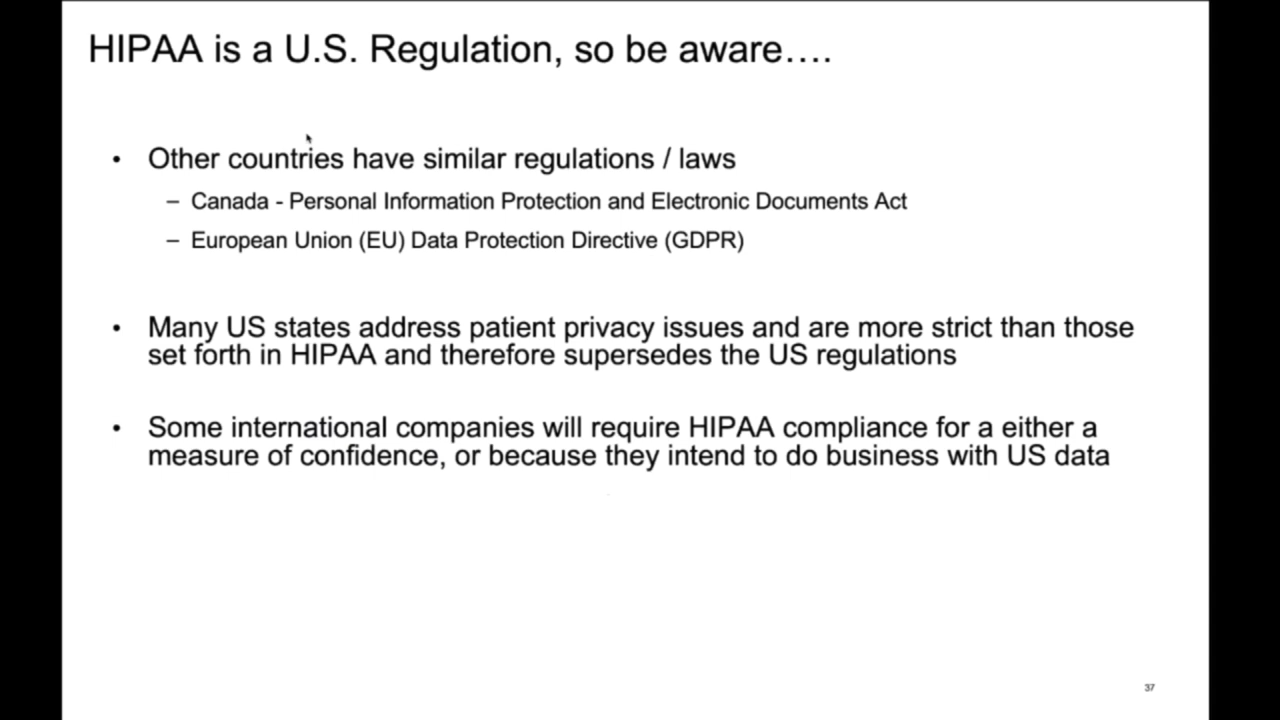 HIPAA is a U.S. Regulation, so be aware….
• Other countries have similar regulations / laws
– Canada - Personal Information Protection and Electronic Documents Act
– European Union (EU) Data Protection Directive (GDPR)
• Many US states address patient privacy issues and are more strict than those
set forth in HIPAA and therefore supersedes the US regulations
• Some international companies will require HIPAA compliance for a either a
measure of confidence, or because they intend to do business with US data
37